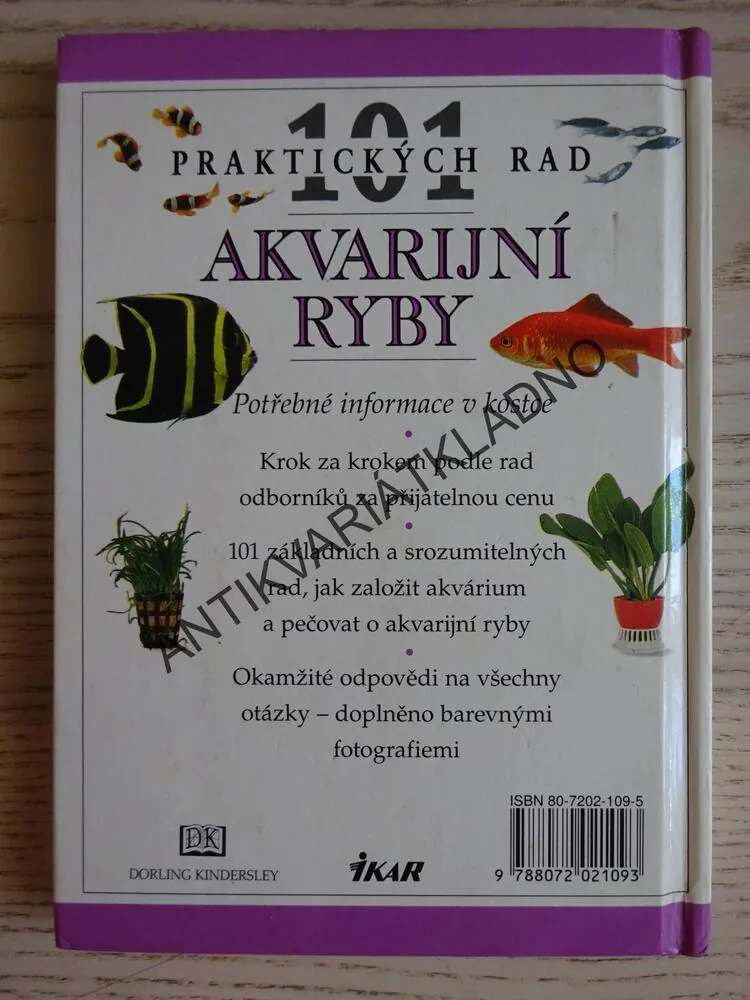 101
PRAKTICKÝCH RAD
AKVARIJNÍ
RYBY
Potřebné informace v kostce
Krok za krokem podle rad
odborníků za přijatelnou cenu
101 základních a srozumitelných
rad, jak založit akvárium
a pečovat o akvarijní ryby
Okamžité odpovědi na všechny
otázky – doplněno barevnými
fotografiemi
ANTIKVARIÁTKLADNO
ISBN 80-7202-109-5
9 788072 021093
DK
DORLING KINDERSLEY
IKAR